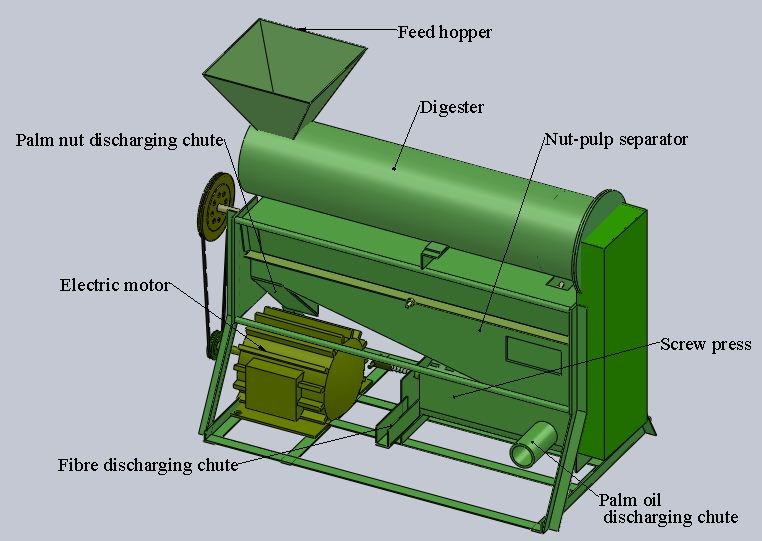 Feed hopper
Digester
Palm nut discharging chute
Nut-pulp separator
Electric motor
Screw press
Fibre discharging chute
Palm oil
discharging chute